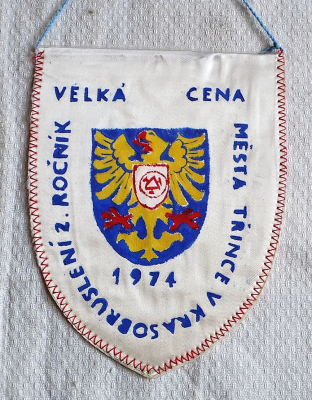 VELKÁ CENA
MĚSTA TŘINCE V KRASOBRUSLENÍ 2. ROČNÍK
1974